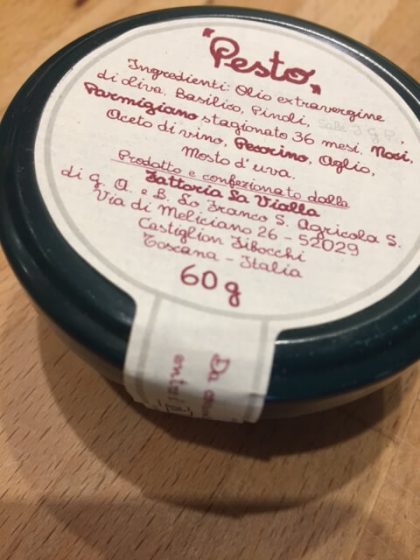 "Pesto"
Ingredienti: Olio extravergine
di oliva, Basilico, Pinoli, Sale I.G.P.,
Parmigiano stagionato 36 mesi, Noci,
Aceto di vino, Pecorino, Aglio,
Mosto d'uva.
Prodotto e confezionato dalla
Fattoria La Vialla
di G. A. e B. Lo Franco S. Agricola S.
Via di Meliciano 26 - 52029
Castiglion Fibocchi
Toscana - Italia
60 g
Da